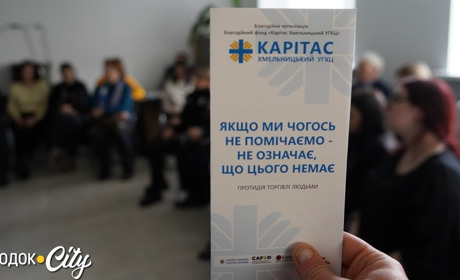 Благодійна організація
Благодійний фонд «Карітас Хмельницький УГКЦ»
КАРІТАС
ХМЕЛЬНИЦЬКИЙ УГКЦ
ЯКЩО МИ ЧОГОСЬ
НЕ ПОМІЧАЄМО -
НЕ ОЗНАЧАЄ,
ЩО ЦЬОГО НЕМАЄ
ПРОТИДІЯ ТОРГІВЛІ ЛЮДЬМИ
CAFOD
ОДОК.City